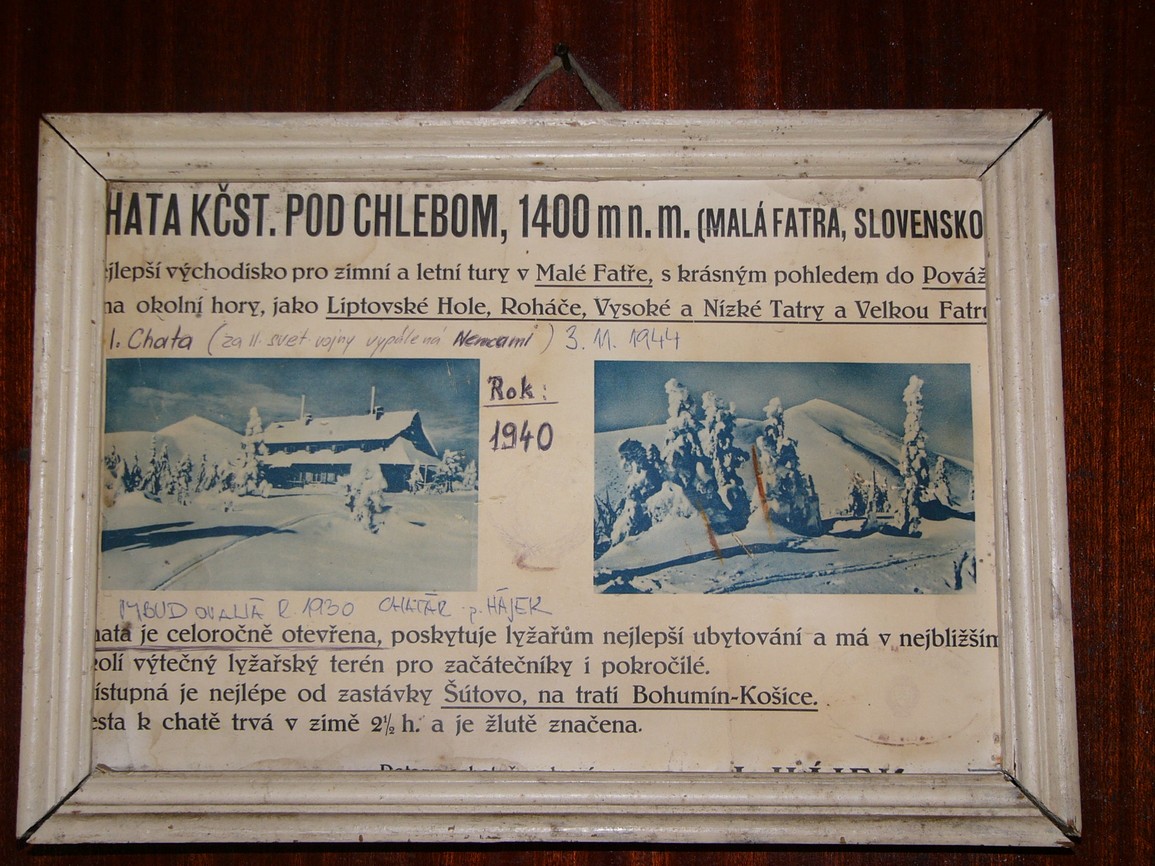 HATA KČST. POD CHLEBOM, 1400 m n. m. (MALÁ FATRA, SLOVENSKO
ejlepší východisko pro zimní a letní tury v Malé Fatře, s krásným pohledem do Považ
na okolní hory, jako Liptovské Hole, Roháče, Vysoké a Nízké Tatry a Velkou Fatru
I. Chata (za II. svet. vojny vypálená Nemcami) 3. 11. 1944
Rok:
1940
R. 1930 CHATÁR p. HÁJEK
hata je celoročně otevřena, poskytuje lyžařům nejlepší ubytování a má v nejbližším
kolí výtečný lyžařský terén pro začátečníky i pokročilé.
ístupná je nejlépe od zastávky Šútovo, na trati Bohumín-Košice.
esta k chatě trvá v zimě 2½ h. a je žlutě značena.
HÁJEK